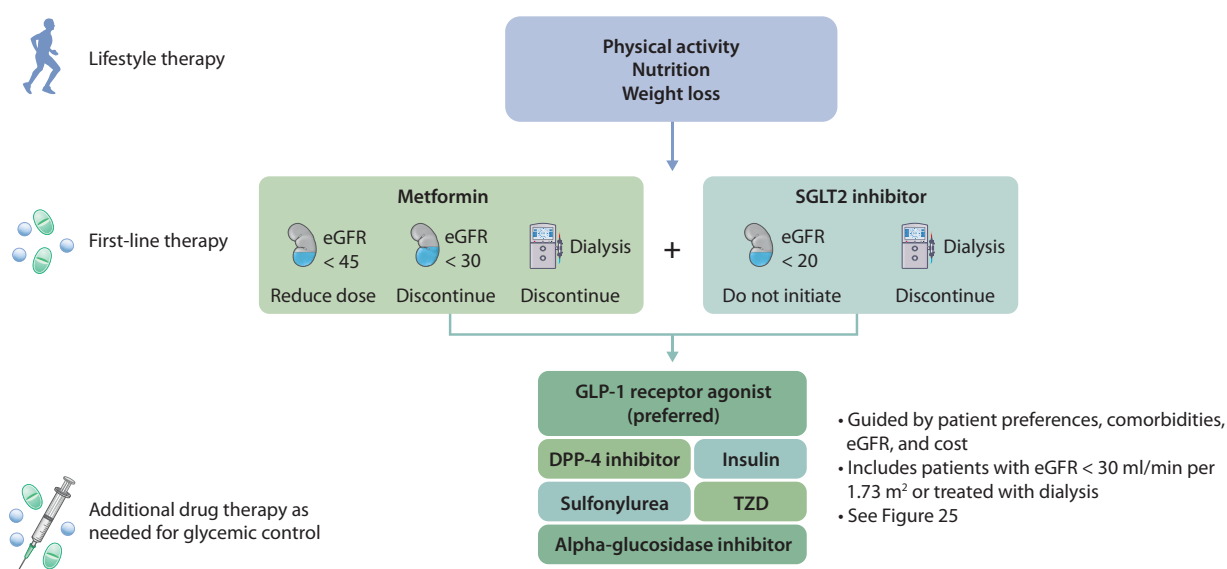 Lifestyle therapy
Physical activity
Nutrition
Weight loss
First-line therapy
Metformin
eGFR
< 45
Reduce dose
eGFR
< 30
Discontinue
Dialysis
Discontinue
+
SGLT2 inhibitor
eGFR
< 20
Do not initiate
Dialysis
Discontinue
Additional drug therapy as
needed for glycemic control
GLP-1 receptor agonist
(preferred)
DPP-4 inhibitor
Insulin
Sulfonylurea
TZD
Alpha-glucosidase inhibitor
• Guided by patient preferences, comorbidities,
eGFR, and cost
• Includes patients with eGFR < 30 ml/min per
1.73 m² or treated with dialysis
• See Figure 25